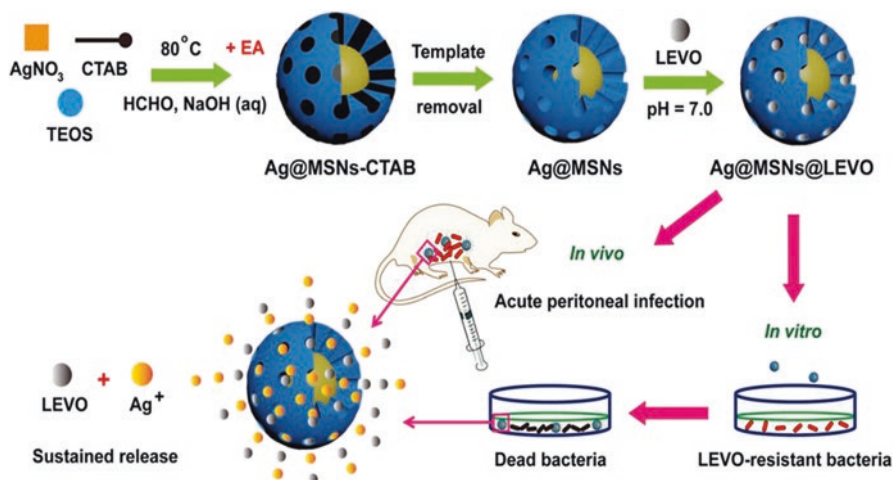 80°C + EA
AgNO₃ CTAB
HCHO, NaOH (aq)
TEOS
Ag@MSNs-CTAB
Template
removal
Ag@MSNs
LEVO
pH = 7.0
Ag@MSNs@LEVO
In vivo
Acute peritoneal infection
In vitro
LEVO-resistant bacteria
Dead bacteria
LEVO + Ag⁺
Sustained release